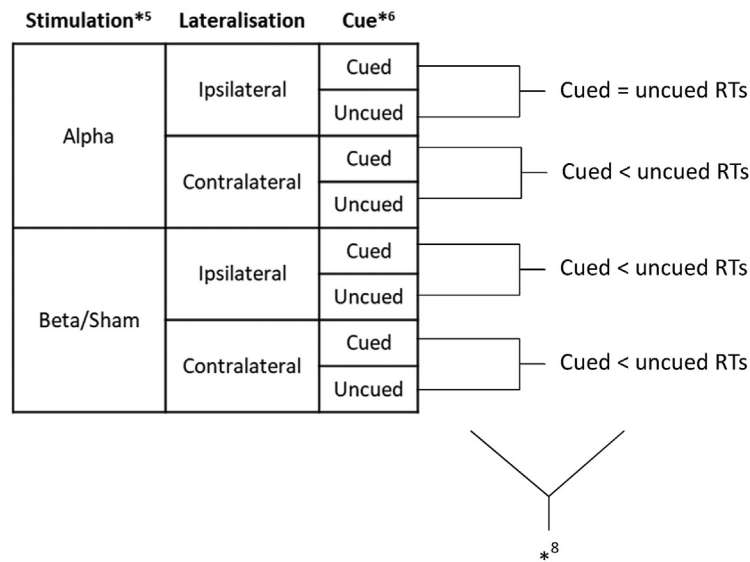 Stimulation*5 Lateralisation Cue*6
Alpha Ipsilateral Cued Cued = uncued RTs
Uncued
Contralateral Cued Cued < uncued RTs
Uncued
Beta/Sham Ipsilateral Cued Cued < uncued RTs
Uncued
Contralateral Cued Cued < uncued RTs
Uncued
*8